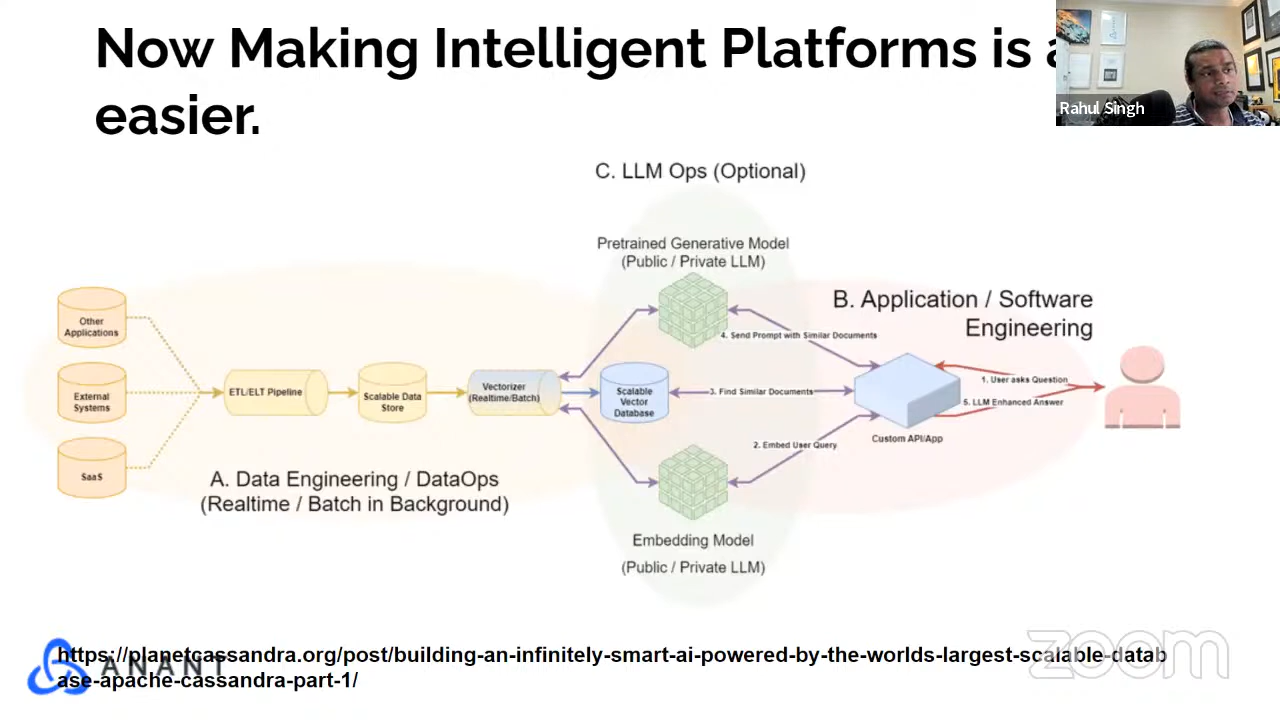 Now Making Intelligent Platforms is a
easier.
Rahul Singh
C. LLM Ops (Optional)
Pretrained Generative Model
(Public / Private LLM)
B. Application / Software
Engineering
Other
Applications
4. Send Prompt with Similar Documents
External
Systems
ETL/ELT Pipeline
Scalable Data
Store
Vectorizer
(Realtime/Batch)
Scalable
Vector
Database
3. Find Similar Documents
1. User asks Question
5. LLM Enhanced Answer
Custom API/App
2. Embed User Query
SaaS
A. Data Engineering / DataOps
(Realtime / Batch in Background)
Embedding Model
(Public / Private LLM)
ANANT
https://planetcassandra.org/post/building-an-infinitely-smart-ai-powered-by-the-worlds-largest-scalable-datab
ase-apache-cassandra-part-1/
zoom